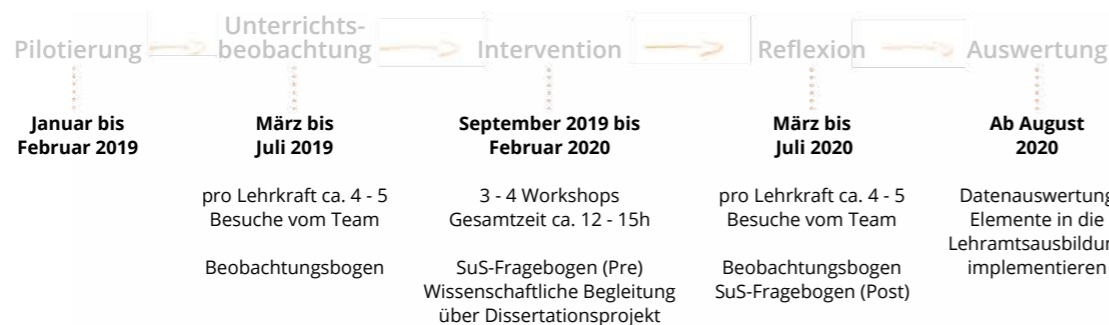 Pilotierung
Unterrichts-
beobachtung
Intervention
Reflexion
Auswertung
Januar bis
Februar 2019
März bis
Juli 2019
pro Lehrkraft ca. 4 - 5
Besuche vom Team
Beobachtungsbogen
September 2019 bis
Februar 2020
3 - 4 Workshops
Gesamtzeit ca. 12 - 15h
SuS-Fragebogen (Pre)
Wissenschaftliche Begleitung
über Dissertationsprojekt
März bis
Juli 2020
pro Lehrkraft ca. 4 - 5
Besuche vom Team
Beobachtungsbogen
SuS-Fragebogen (Post)
Ab August
2020
Datenauswertung
Elemente in die
Lehramtsausbildun
implementieren